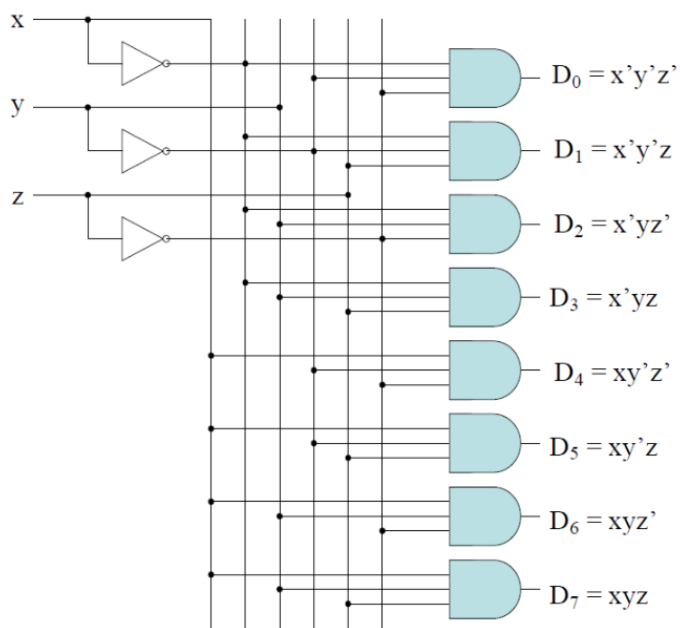 x
D₀ = x’y’z’
y
D₁ = x’y’z
z
D₂ = x’yz’
D₃ = x’yz
D₄ = xy’z’
D₅ = xy’z
D₆ = xyz’
D₇ = xyz